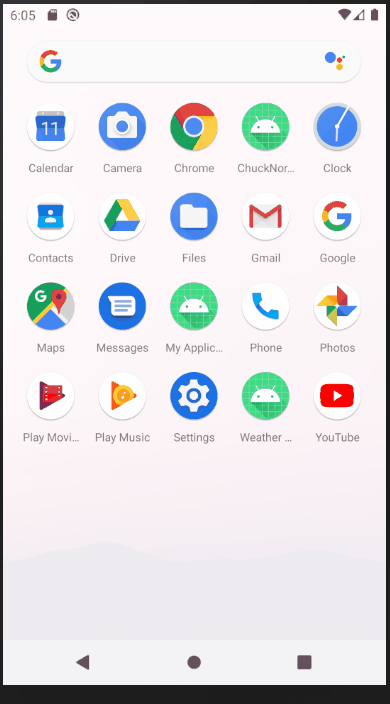 6:05
G
11
Calendar Camera Chrome ChuckNor... Clock
Contacts Drive Files Gmail Google
Maps Messages My Applic... Phone Photos
Play Movi... Play Music Settings Weather ... YouTube